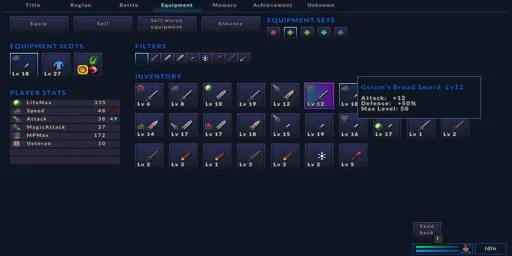 Title Region Battle Equipment Memory Achievement Unknown
Equip Sell Sell worse equipment Enhance
EQUIPMENT SETS
EQUIPMENT SLOTS
FILTERS
Lv 18 Lv 27
INVENTORY
PLAYER STATS
LifeMax 335
Speed 48
Attack 38 49
MagicAttack 37
MPMax 172
Veteran 10
Lv 6 Lv 8 Lv 10 Lv 19 Lv 12 Lv 12 Lv 18
Golem's Broad Sword Lv12
Attack: +12
Defense: +50%
Max Level: 50
Lv 14 Lv 17 Lv 17 Lv 14 Lv 15 Lv 19 Lv 16 Lv 17 Lv 1 Lv 2
Lv 2 Lv 3 Lv 1 Lv 3 Lv 2 Lv 2 Lv 5
Feed
back
F
Idle